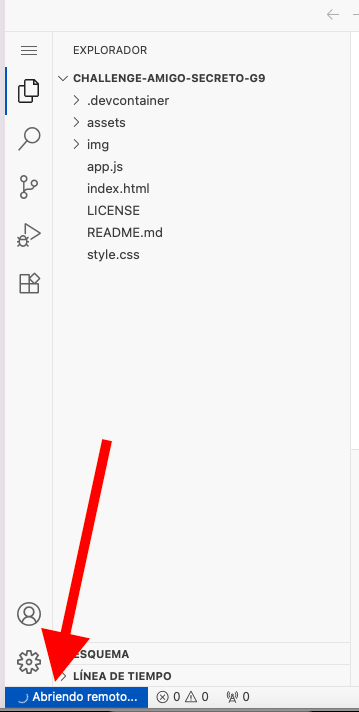 EXPLORADOR
CHALLENGE-AMIGO-SECRETO-G9
.devcontainer
assets
img
app.js
index.html
LICENSE
README.md
style.css
ESQUEMA
LÍNEA DE TIEMPO
Abriendo remoto... 0 0 0